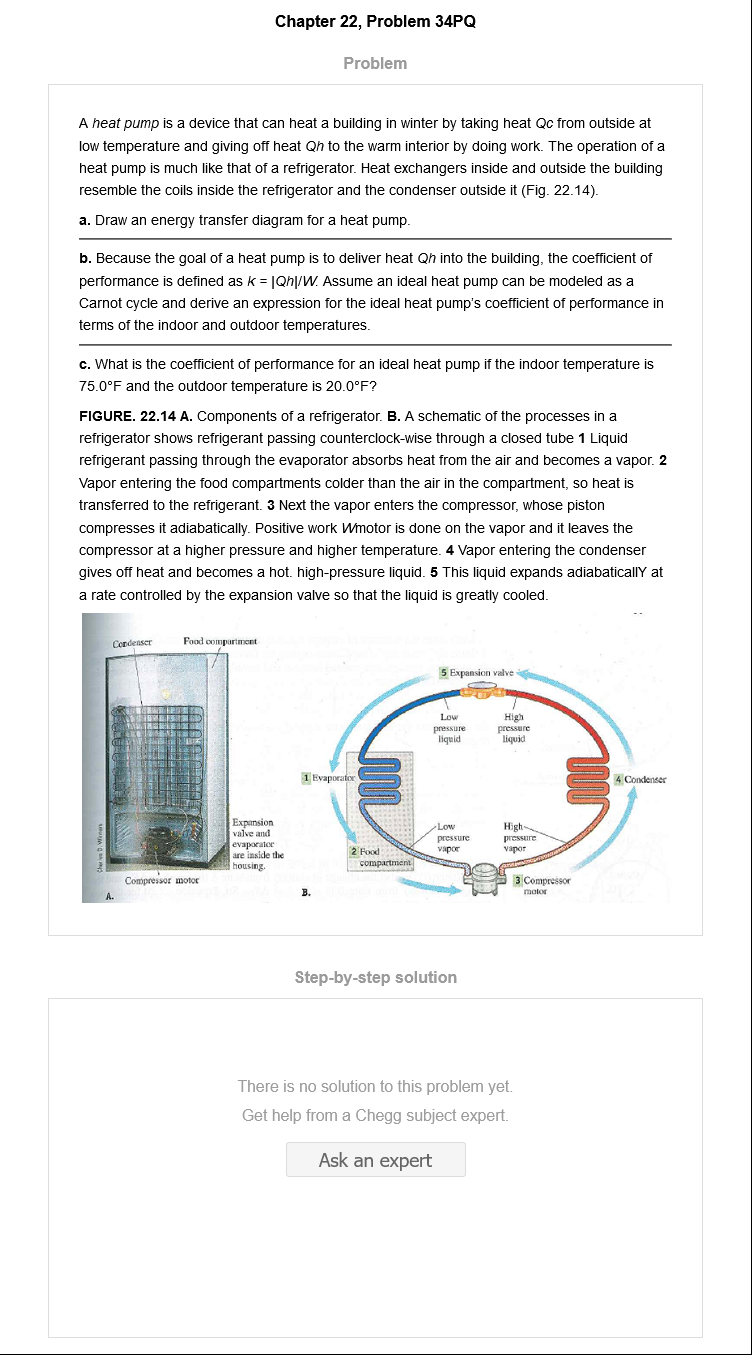 Chapter 22, Problem 34PQ
Problem
A heat pump is a device that can heat a building in winter by taking heat Qc from outside at
low temperature and giving off heat Qh to the warm interior by doing work. The operation of a
heat pump is much like that of a refrigerator. Heat exchangers inside and outside the building
resemble the coils inside the refrigerator and the condenser outside it (Fig. 22.14).
a. Draw an energy transfer diagram for a heat pump.
b. Because the goal of a heat pump is to deliver heat Qh into the building, the coefficient of
performance is defined as k = |Qh|/W. Assume an ideal heat pump can be modeled as a
Carnot cycle and derive an expression for the ideal heat pump's coefficient of performance in
terms of the indoor and outdoor temperatures.
c. What is the coefficient of performance for an ideal heat pump if the indoor temperature is
75.0°F and the outdoor temperature is 20.0°F?
FIGURE. 22.14 A. Components of a refrigerator. B. A schematic of the processes in a
refrigerator shows refrigerant passing counterclock-wise through a closed tube 1 Liquid
refrigerant passing through the evaporator absorbs heat from the air and becomes a vapor. 2
Vapor entering the food compartments colder than the air in the compartment, so heat is
transferred to the refrigerant. 3 Next the vapor enters the compressor, whose piston
compresses it adiabatically. Positive work Wmotor is done on the vapor and it leaves the
compressor at a higher pressure and higher temperature. 4 Vapor entering the condenser
gives off heat and becomes a hot. high-pressure liquid. 5 This liquid expands adiabaticallY at
a rate controlled by the expansion valve so that the liquid is greatly cooled.
Condenser
Food compartment
Expansion
valve and
evaporator
are inside the
housing.
Compressor motor
A.
5 Expansion valve
Low
pressure
liquid
High
pressure
liquid
1 Evaporator
4 Condenser
Low
pressure
vapor
High
pressure
vapor
2 Food
compartment
3 Compressor
motor
B.
Step-by-step solution
There is no solution to this problem yet.
Get help from a Chegg subject expert.
Ask an expert